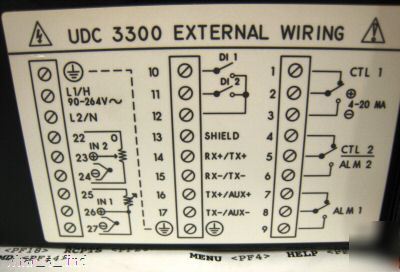 UDC 3300 EXTERNAL WIRING
L1/H
90-264V~
L2/N
22 0
IN 2
23 +
24 -
25
IN 1
26 +
27 -
10 DI 1
11 DI 2
12
13 SHIELD
14 RX+/TX+
15 RX-/TX-
16 TX+/AUX+
17 TX-/AUX-
1 CTL 1
2 +
4-20 MA
3 -
4
CTL 2
5
6 ALM 2
7
8 ALM 1
9
MENU <PF4> HELP